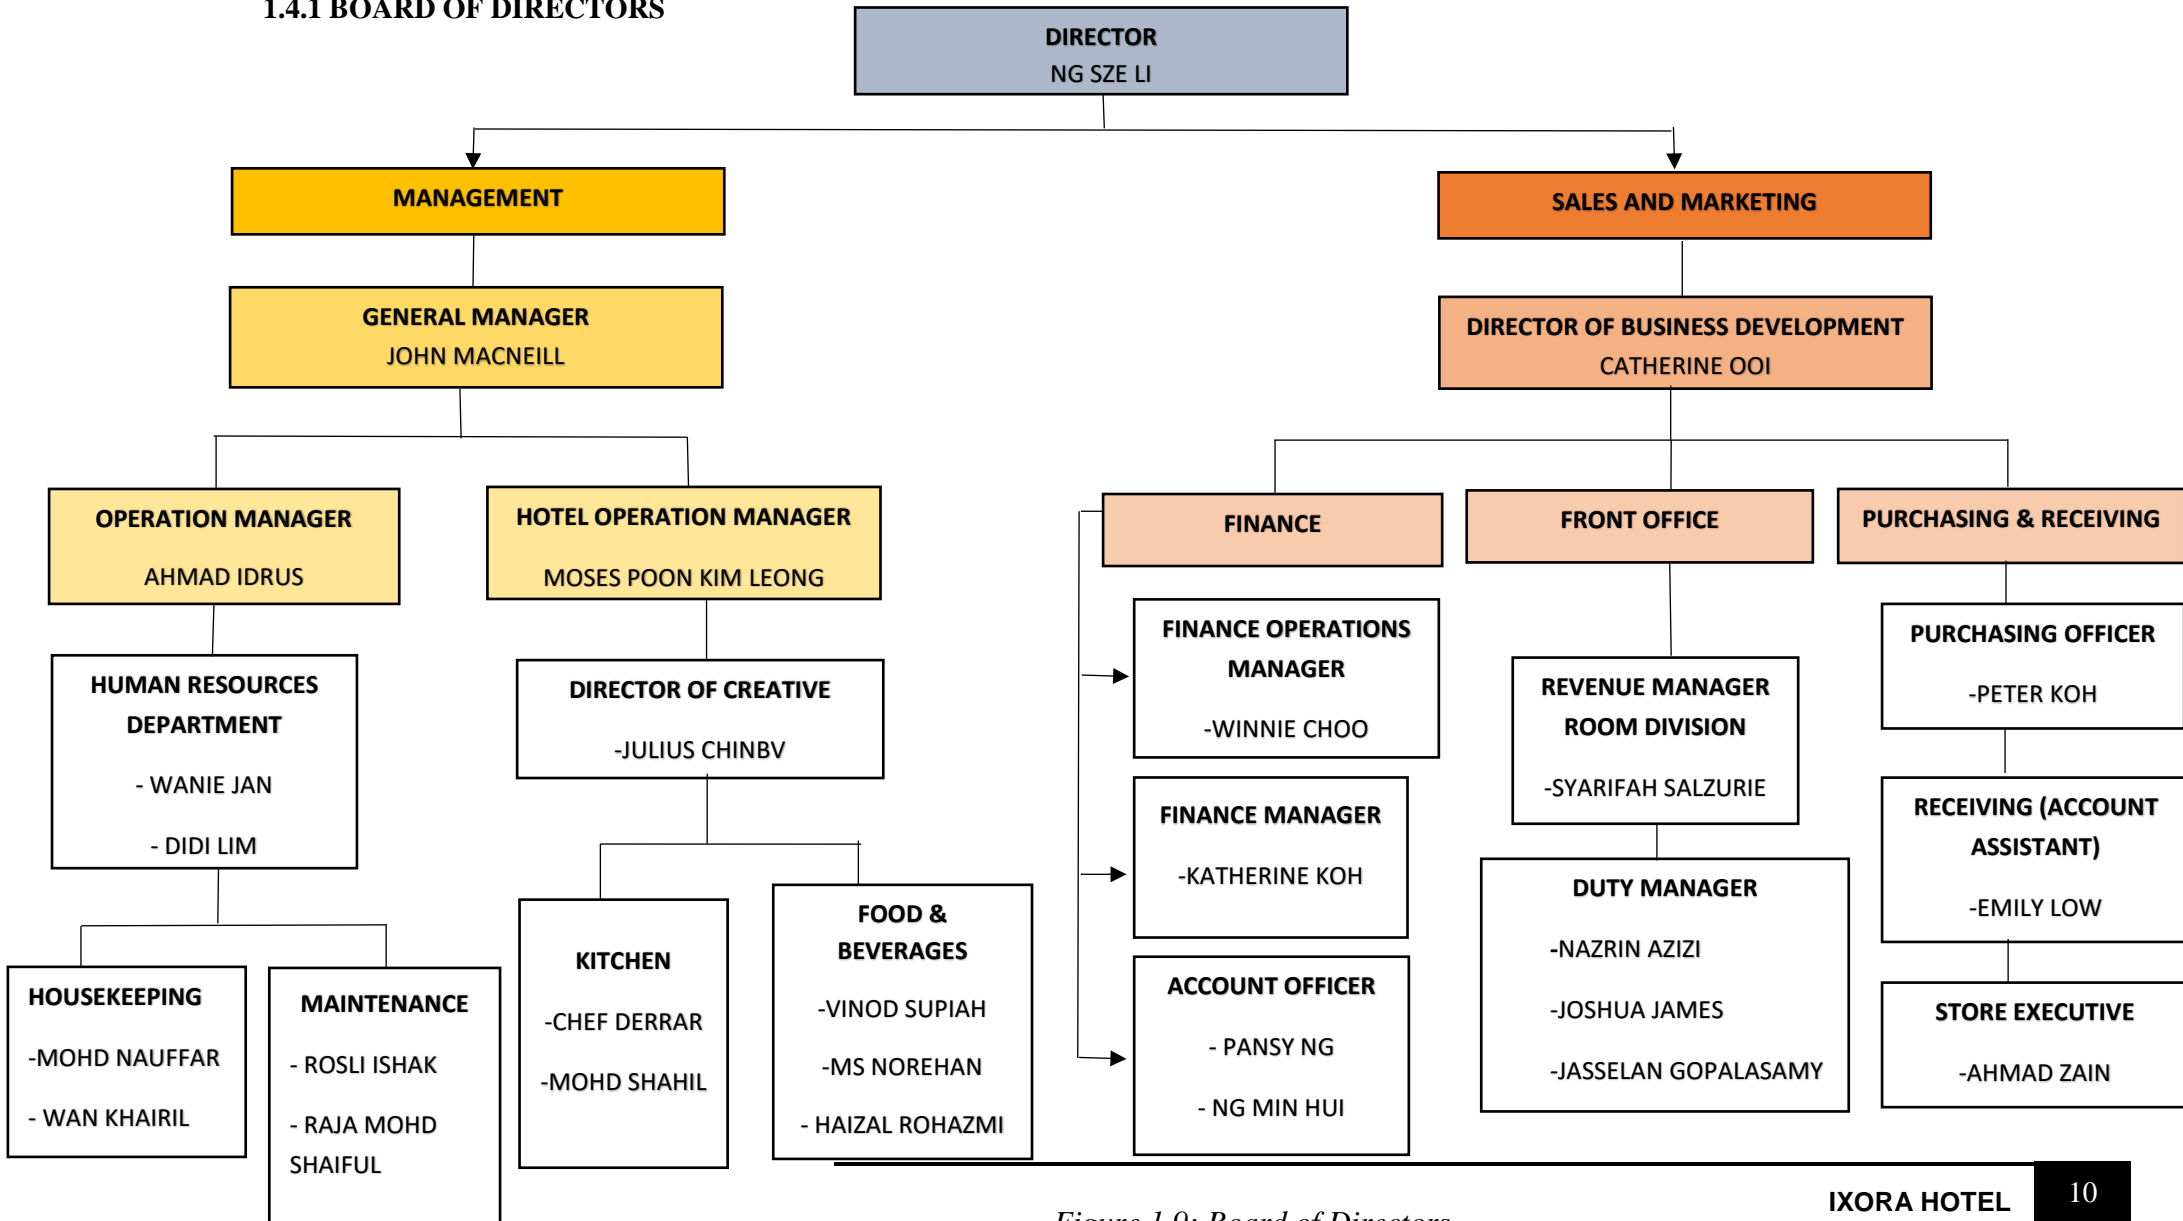 1.4.1 BOARD OF DIRECTORS
DIRECTOR
NG SZE LI
MANAGEMENT
SALES AND MARKETING
GENERAL MANAGER
JOHN MACNEILL
DIRECTOR OF BUSINESS DEVELOPMENT
CATHERINE OOI
OPERATION MANAGER
AHMAD IDRUS
HOTEL OPERATION MANAGER
MOSES POON KIM LEONG
FINANCE
FRONT OFFICE
PURCHASING & RECEIVING
HUMAN RESOURCES
DEPARTMENT
- WANIE JAN
- DIDI LIM
DIRECTOR OF CREATIVE
-JULIUS CHINBV
FINANCE OPERATIONS
MANAGER
-WINNIE CHOO
REVENUE MANAGER
ROOM DIVISION
-SYARIFAH SALZURIE
PURCHASING OFFICER
-PETER KOH
FINANCE MANAGER
-KATHERINE KOH
DUTY MANAGER
-NAZRIN AZIZI
-JOSHUA JAMES
-JASSELAN GOPALASAMY
RECEIVING (ACCOUNT
ASSISTANT)
-EMILY LOW
HOUSEKEEPING
-MOHD NAUFFAR
- WAN KHAIRIL
MAINTENANCE
- ROSLI ISHAK
- RAJA MOHD
SHAIFUL
KITCHEN
-CHEF DERRAR
-MOHD SHAHIL
FOOD &
BEVERAGES
-VINOD SUPIAH
-MS NOREHAN
- HAIZAL ROHAZMI
ACCOUNT OFFICER
- PANSY NG
- NG MIN HUI
STORE EXECUTIVE
-AHMAD ZAIN
Figure 1.9: Board of Directors
IXORA HOTEL
10